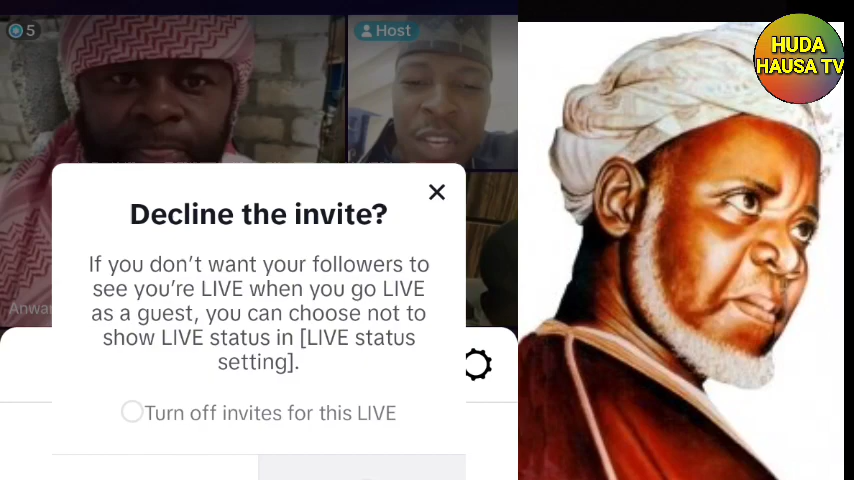 5
Host
HUDA
HAUSA TV
Decline the invite?
If you don’t want your followers to
see you’re LIVE when you go LIVE
as a guest, you can choose not to
show LIVE status in [LIVE status
setting].
Anwar
Turn off invites for this LIVE